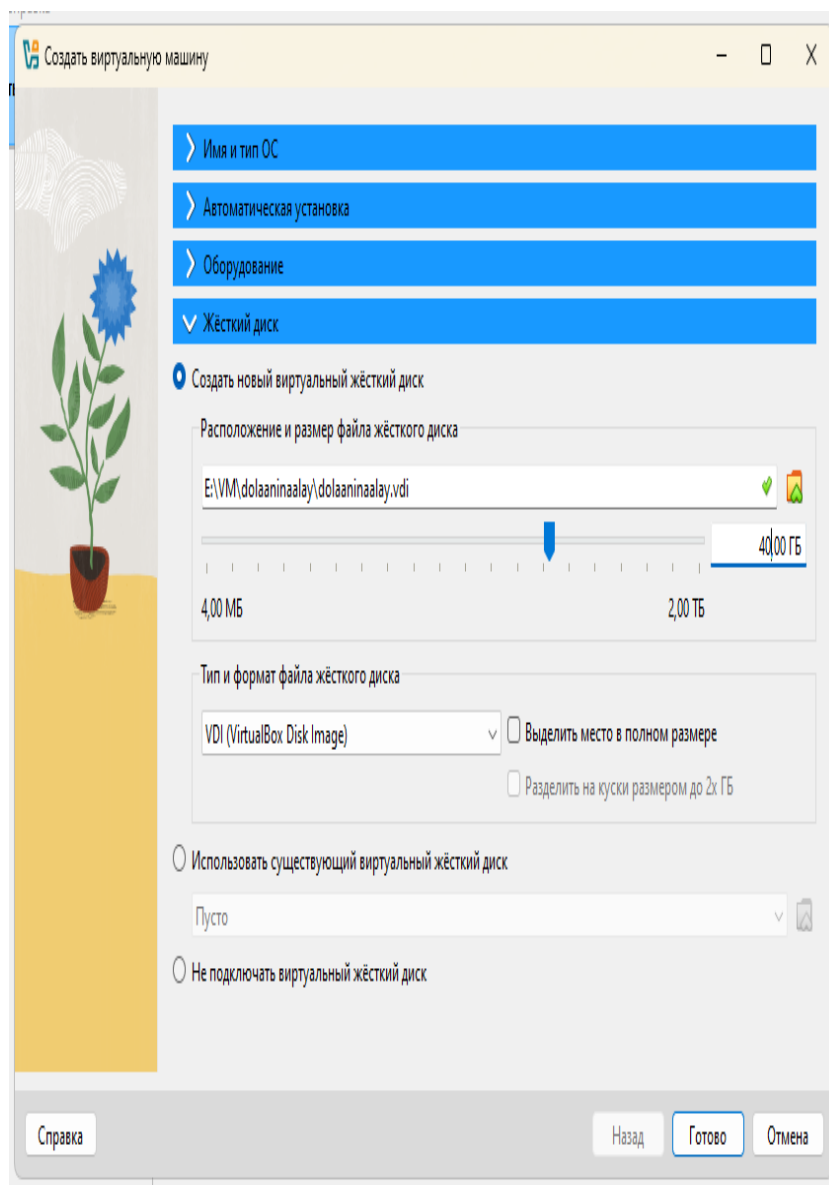 Создать виртуальную машину
Имя и тип ОС
Автоматическая установка
Оборудование
Жёсткий диск
Создать новый виртуальный жёсткий диск
Расположение и размер файла жёсткого диска
E:\VM\dolaaninaalay\dolaaninaalay.vdi
40,00 ГБ
4,00 МБ 2,00 ТБ
Тип и формат файла жёсткого диска
VDI (VirtualBox Disk Image) Выделить место в полном размере
Разделить на куски размером до 2х ГБ
Использовать существующий виртуальный жёсткий диск
Пусто
Не подключать виртуальный жёсткий диск
Справка Назад Готово Отмена